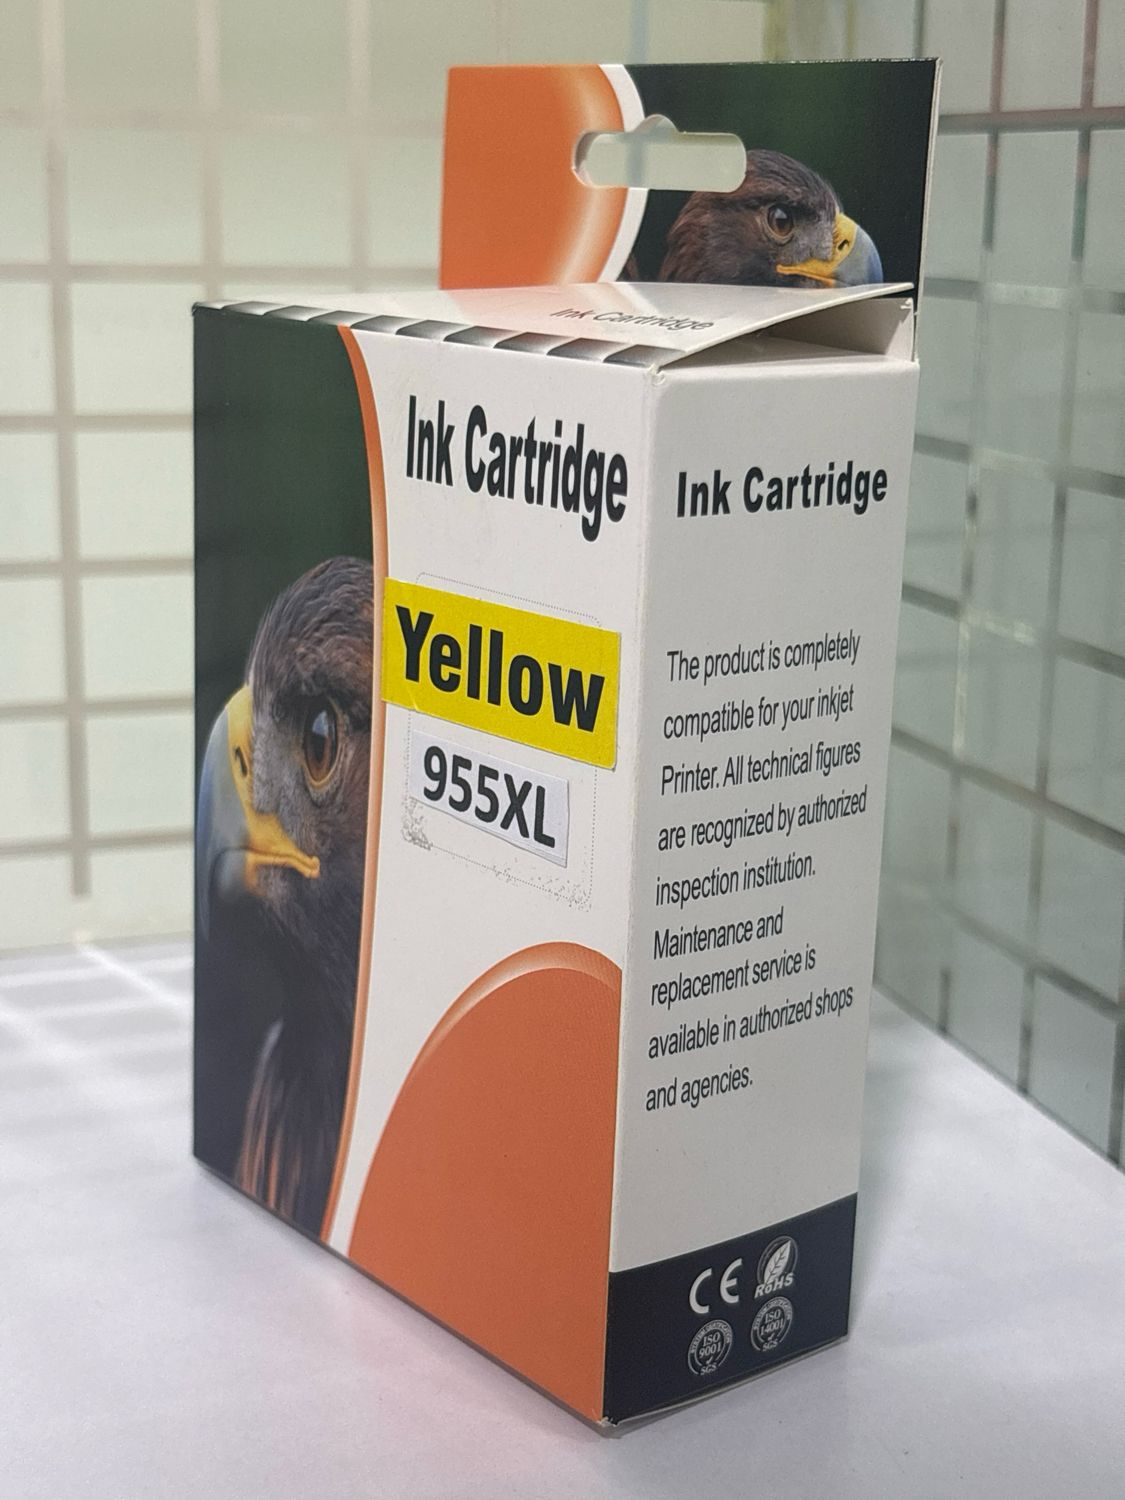 Ink Cartridge
Ink Cartridge
Yellow
955XL
Ink Cartridge
The product is completely
compatible for your inkjet
Printer. All technical figures
are recognized by authorized
inspection institution.
Maintenance and
replacement service is
available in authorized shops
and agencies.
CE
RoHS
ISO
9001
SGS
ISO
14001
SGS